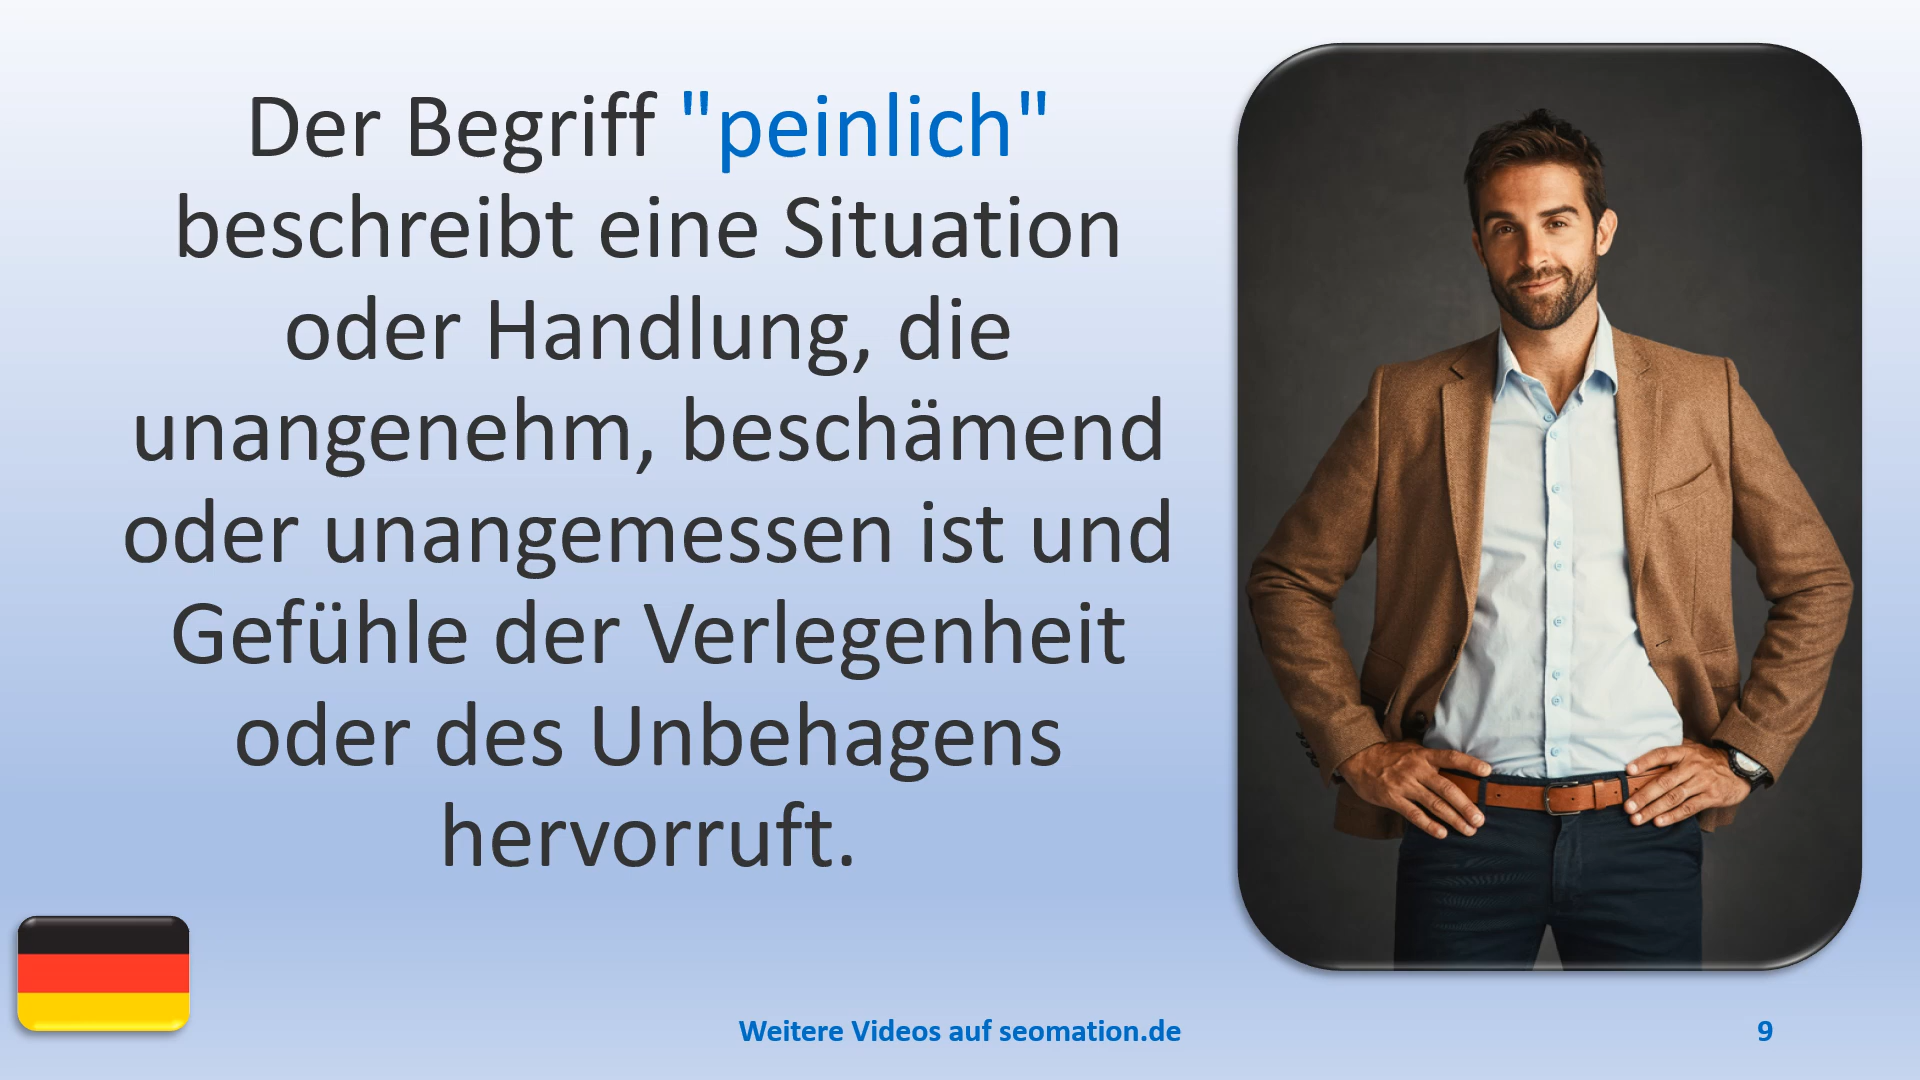 Der Begriff "peinlich"
beschreibt eine Situation
oder Handlung, die
unangenehm, beschämend
oder unangemessen ist und
Gefühle der Verlegenheit
oder des Unbehagens
hervorruft.
Weitere Videos auf seomation.de
9